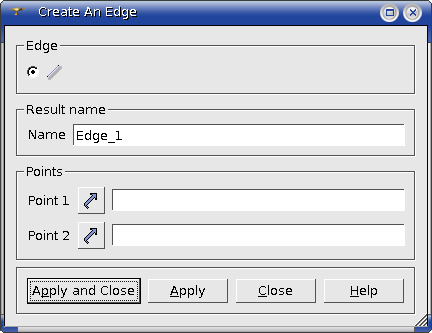 Create An Edge
Edge
Result name
Name Edge_1
Points
Point 1
Point 2
Apply and Close Apply Close Help